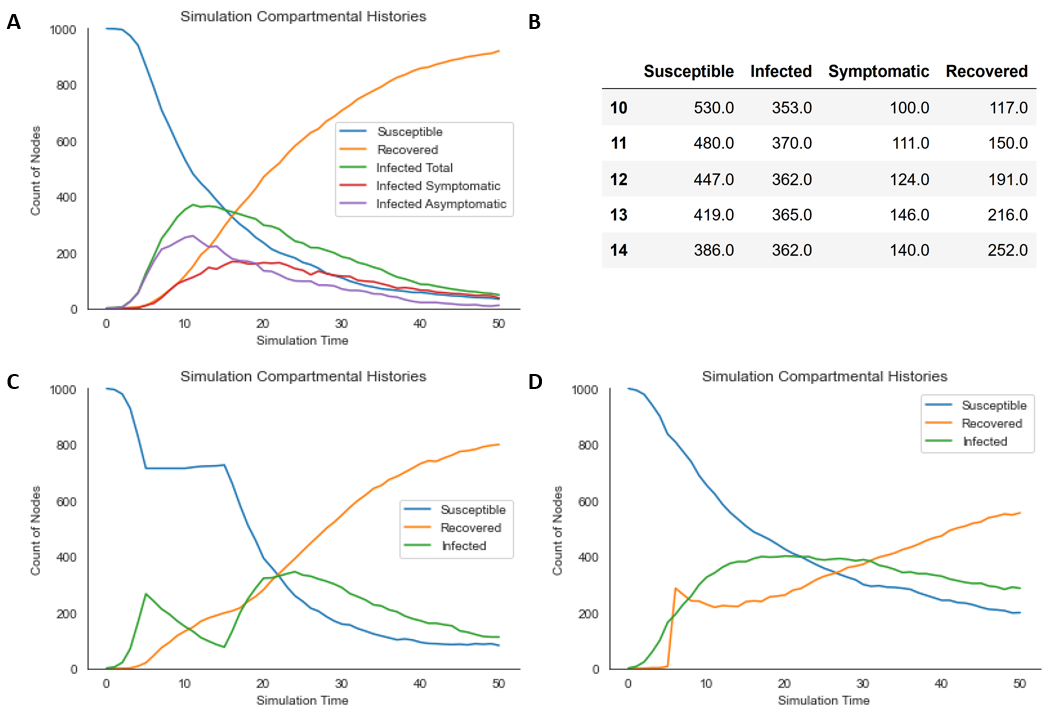 A
Simulation Compartmental Histories
1000
800
600
400
200
0
Count of Nodes
Susceptible
Recovered
Infected Total
Infected Symptomatic
Infected Asymptomatic
0 10 20 30 40 50
Simulation Time
B
Susceptible Infected Symptomatic Recovered
10 530.0 353.0 100.0 117.0
11 480.0 370.0 111.0 150.0
12 447.0 362.0 124.0 191.0
13 419.0 365.0 146.0 216.0
14 386.0 362.0 140.0 252.0
C
Simulation Compartmental Histories
1000
800
600
400
200
0
Count of Nodes
Susceptible
Recovered
Infected
0 10 20 30 40 50
Simulation Time
D
Simulation Compartmental Histories
1000
800
600
400
200
0
Count of Nodes
Susceptible
Recovered
Infected
0 10 20 30 40 50
Simulation Time